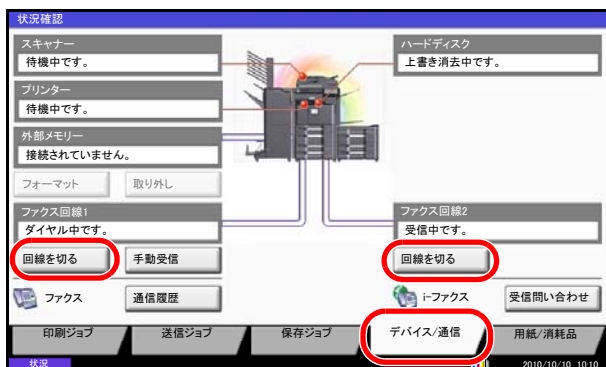 状況確認
スキャナー
待機中です。
ハードディスク
上書き消去中です。
プリンター
待機中です。
外部メモリー
接続されていません。
フォーマット
取り外し
ファクス回線1
ダイヤル中です。
ファクス回線2
受信中です。
回線を切る
手動受信
回線を切る
ファクス
通信履歴
i-ファクス
受信問い合わせ
印刷ジョブ
送信ジョブ
保存ジョブ
デバイス/通信
用紙/消耗品
状況
2010/10/10 10:10